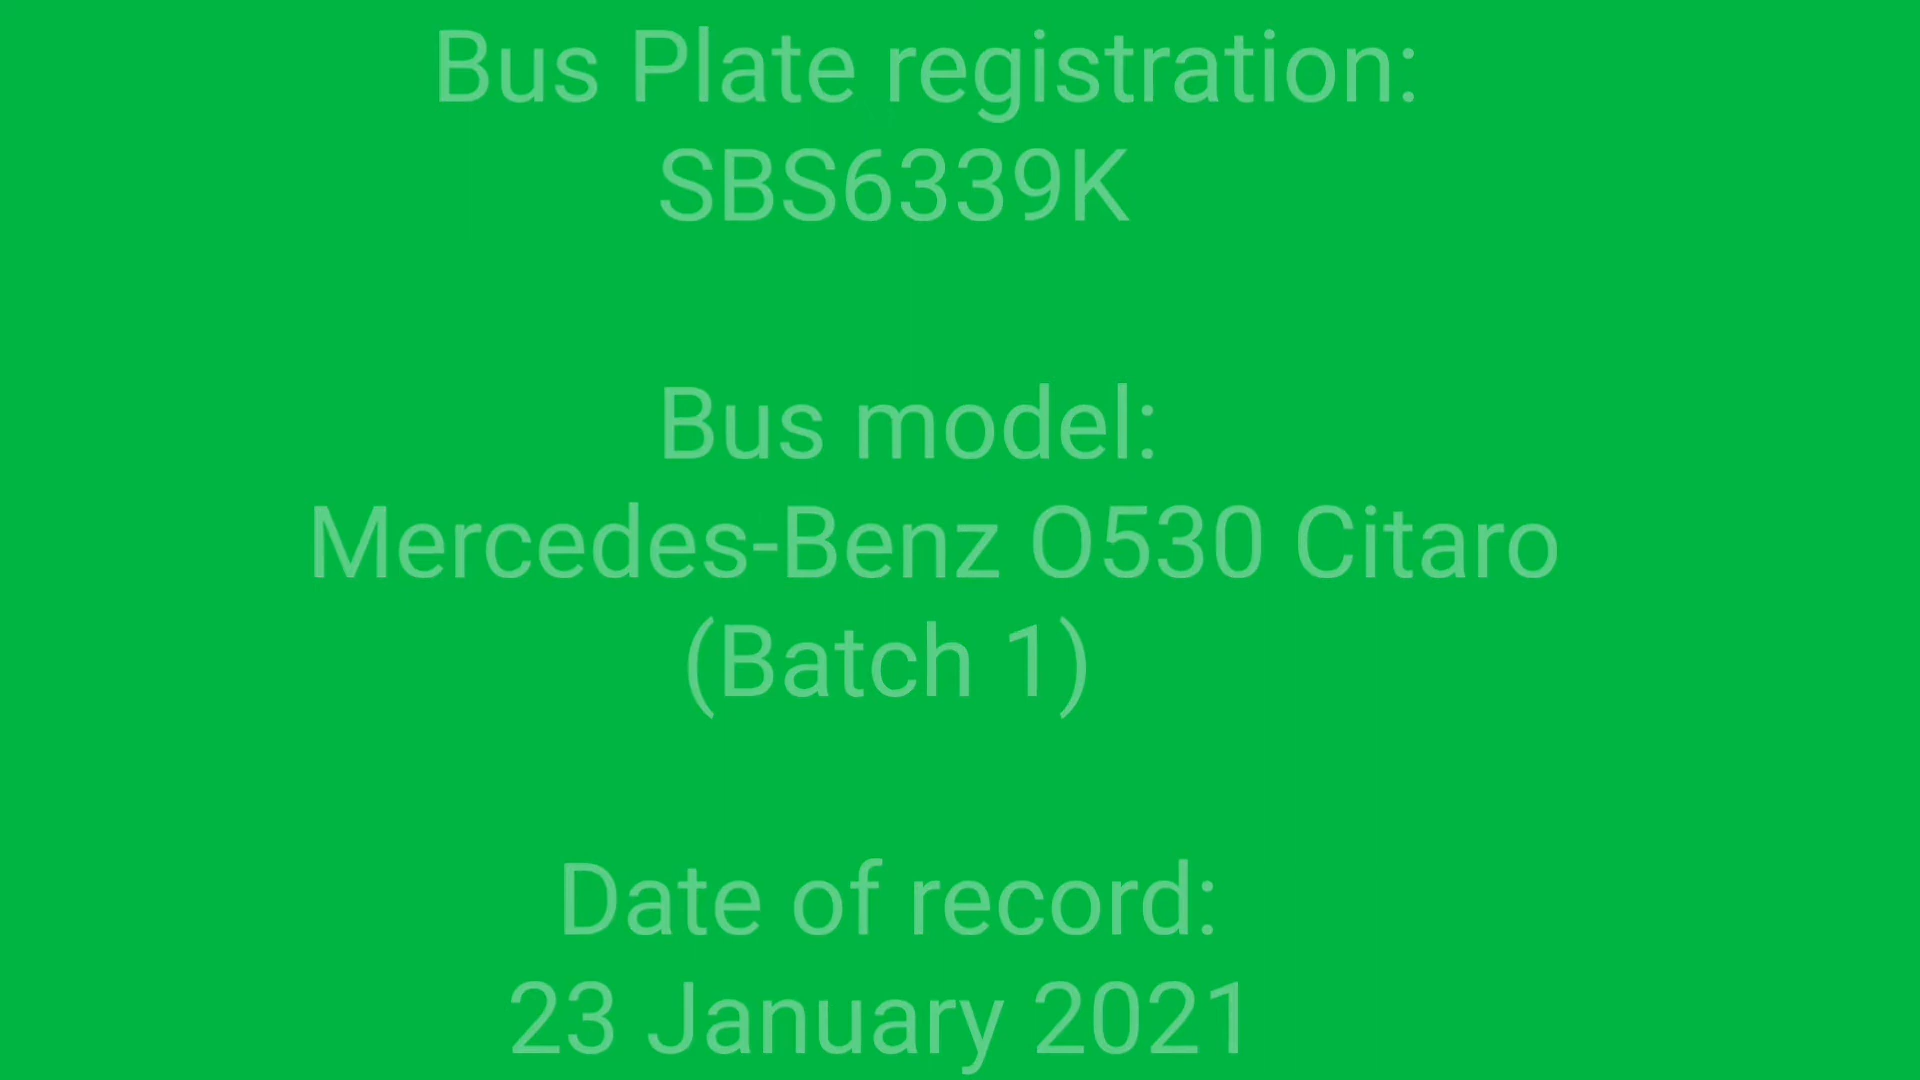 Bus Plate registration:
SBS6339K
Bus model:
Mercedes-Benz O530 Citaro
(Batch 1)
Date of record:
23 January 2021